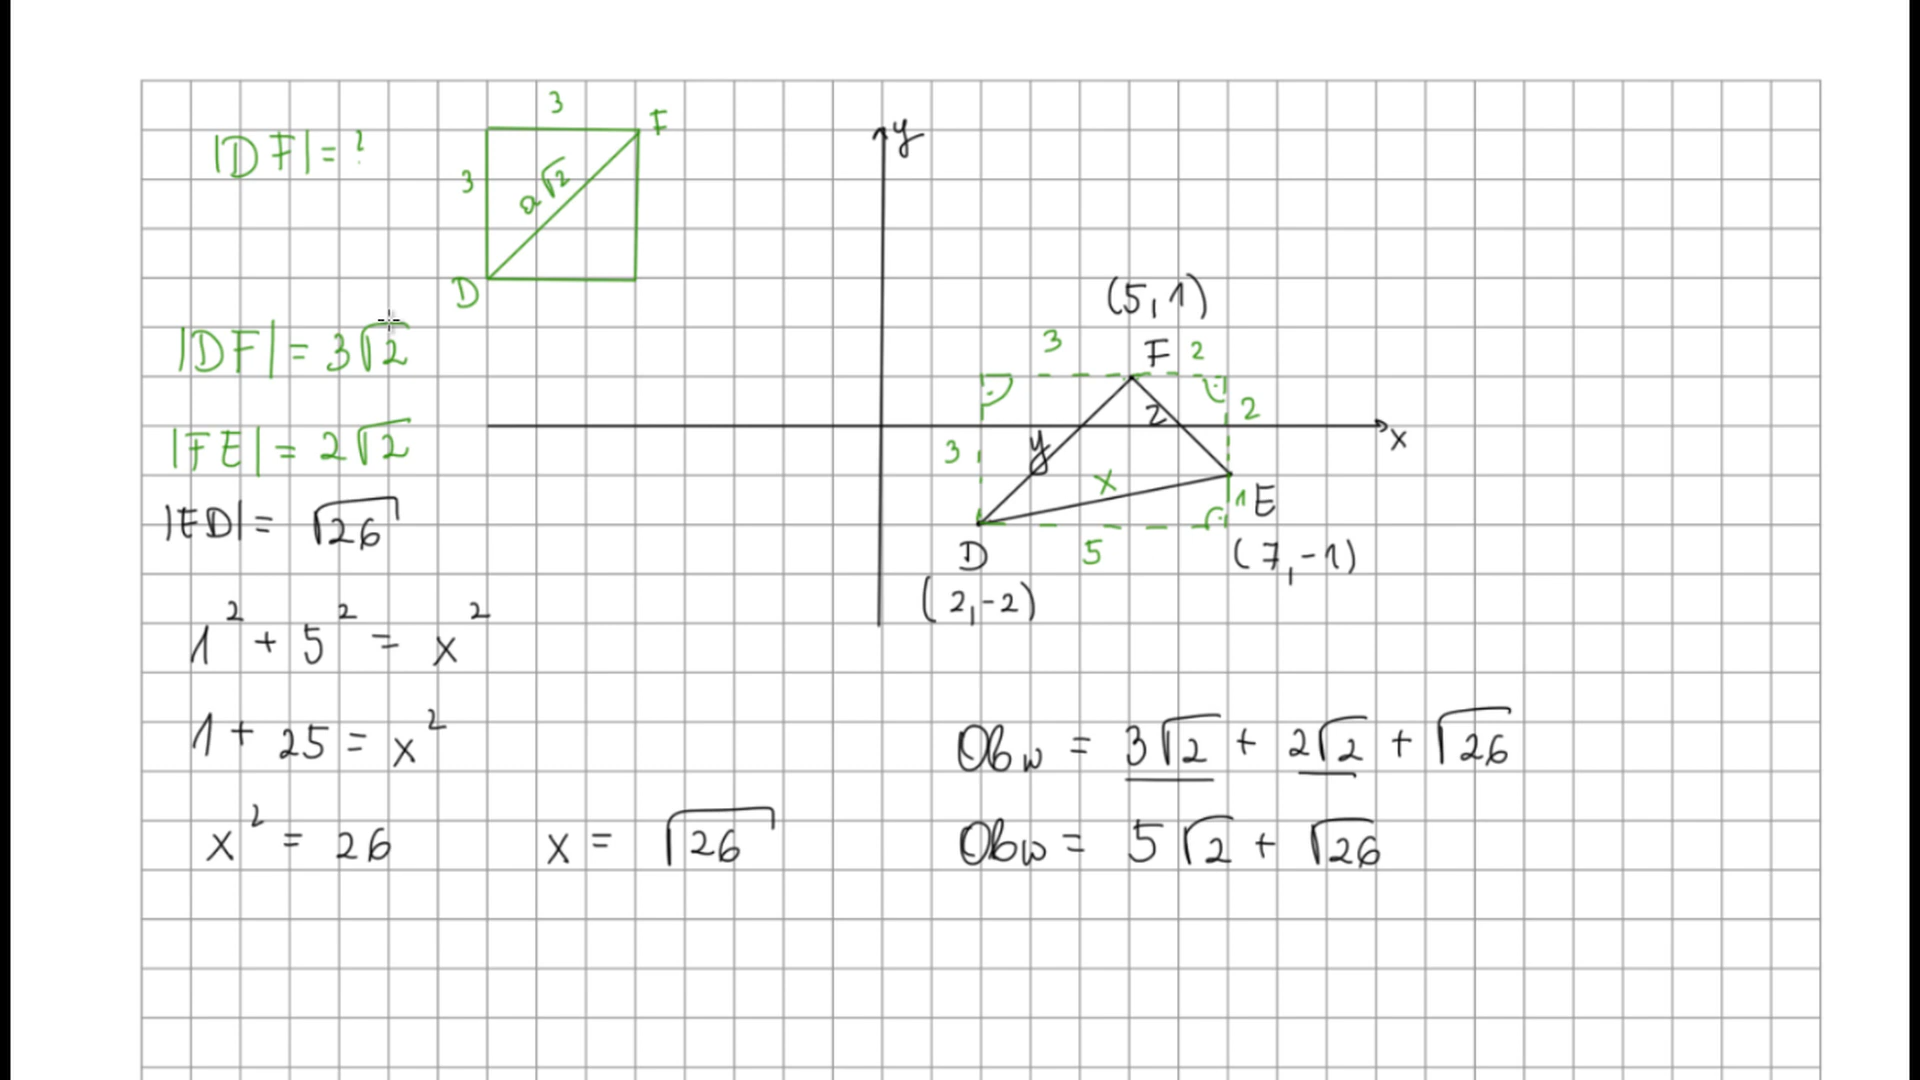 |DF| = ?
3
F
3
a√2
D
|DF| = 3√2
|FE| = 2√2
|ED| = √26
1² + 5² = x²
1 + 25 = x²
x² = 26
x = √26
y
(5, 1)
3
F
2
z
2
x
3
y
x
1
E
D
5
(7, -1)
(2, -2)
Obw = 3√2 + 2√2 + √26
Obw = 5√2 + √26